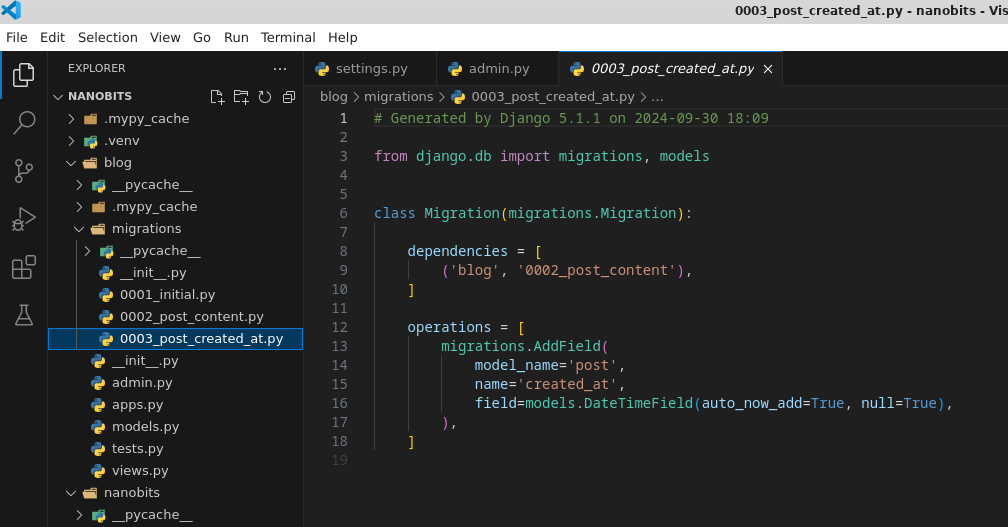 0003_post_created_at.py - nanobits - Vis
File Edit Selection View Go Run Terminal Help
EXPLORER
NANOBITS
.mypy_cache
.venv
blog
__pycache__
.mypy_cache
migrations
__pycache__
__init__.py
0001_initial.py
0002_post_content.py
0003_post_created_at.py
__init__.py
admin.py
apps.py
models.py
tests.py
views.py
nanobits
__pycache__
settings.py admin.py 0003_post_created_at.py
blog > migrations > 0003_post_created_at.py > ...
1 # Generated by Django 5.1.1 on 2024-09-30 18:09
2
3 from django.db import migrations, models
4
5
6 class Migration(migrations.Migration):
7
8     dependencies = [
9         ('blog', '0002_post_content'),
10     ]
11
12     operations = [
13         migrations.AddField(
14             model_name='post',
15             name='created_at',
16             field=models.DateTimeField(auto_now_add=True, null=True),
17         ),
18     ]
19